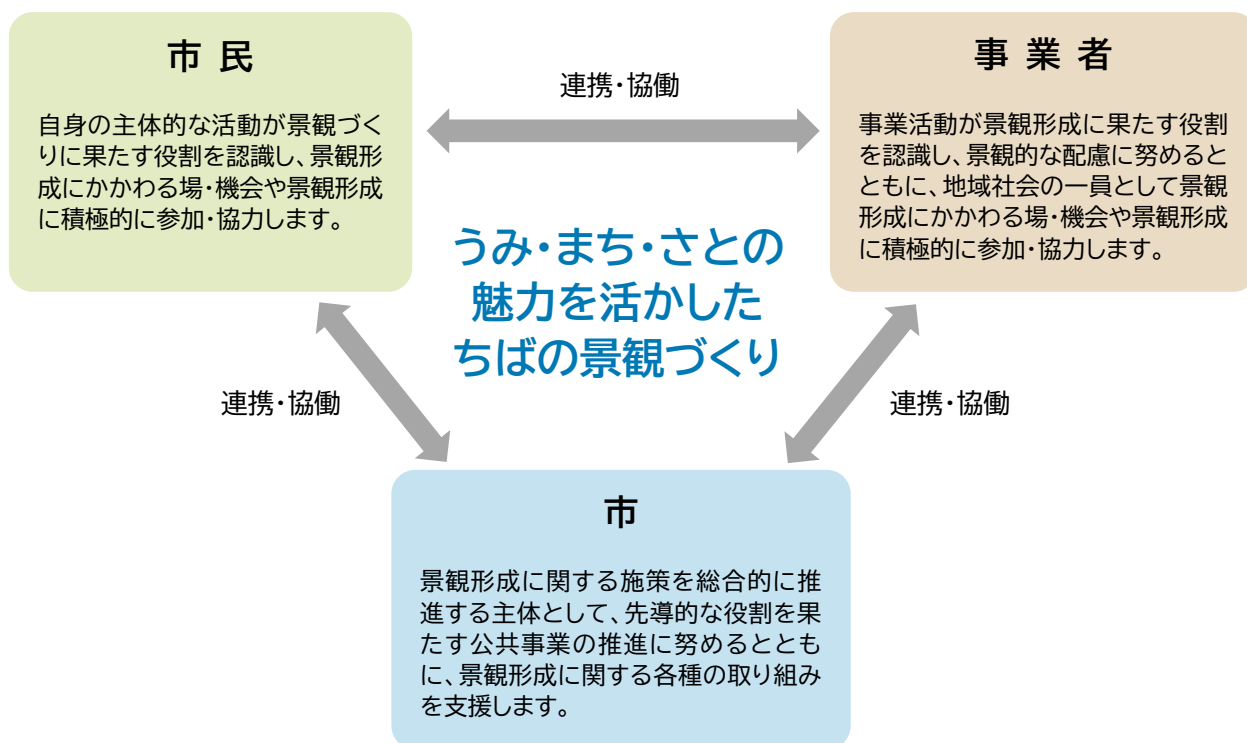 市 民
自身の主体的な活動が景観づく
りに果たす役割を認識し、景観形
成にかかわる場・機会や景観形成
に積極的に参加・協力します。
連携・協働
事 業 者
事業活動が景観形成に果たす役割
を認識し、景観的な配慮に努めると
ともに、地域社会の一員として景観
形成にかかわる場・機会や景観形成
に積極的に参加・協力します。
うみ・まち・さとの
魅力を活かした
ちばの景観づくり
連携・協働
連携・協働
市
景観形成に関する施策を総合的に推
進する主体として、先導的な役割を果
たす公共事業の推進に努めるととも
に、景観形成に関する各種の取り組み
を支援します。